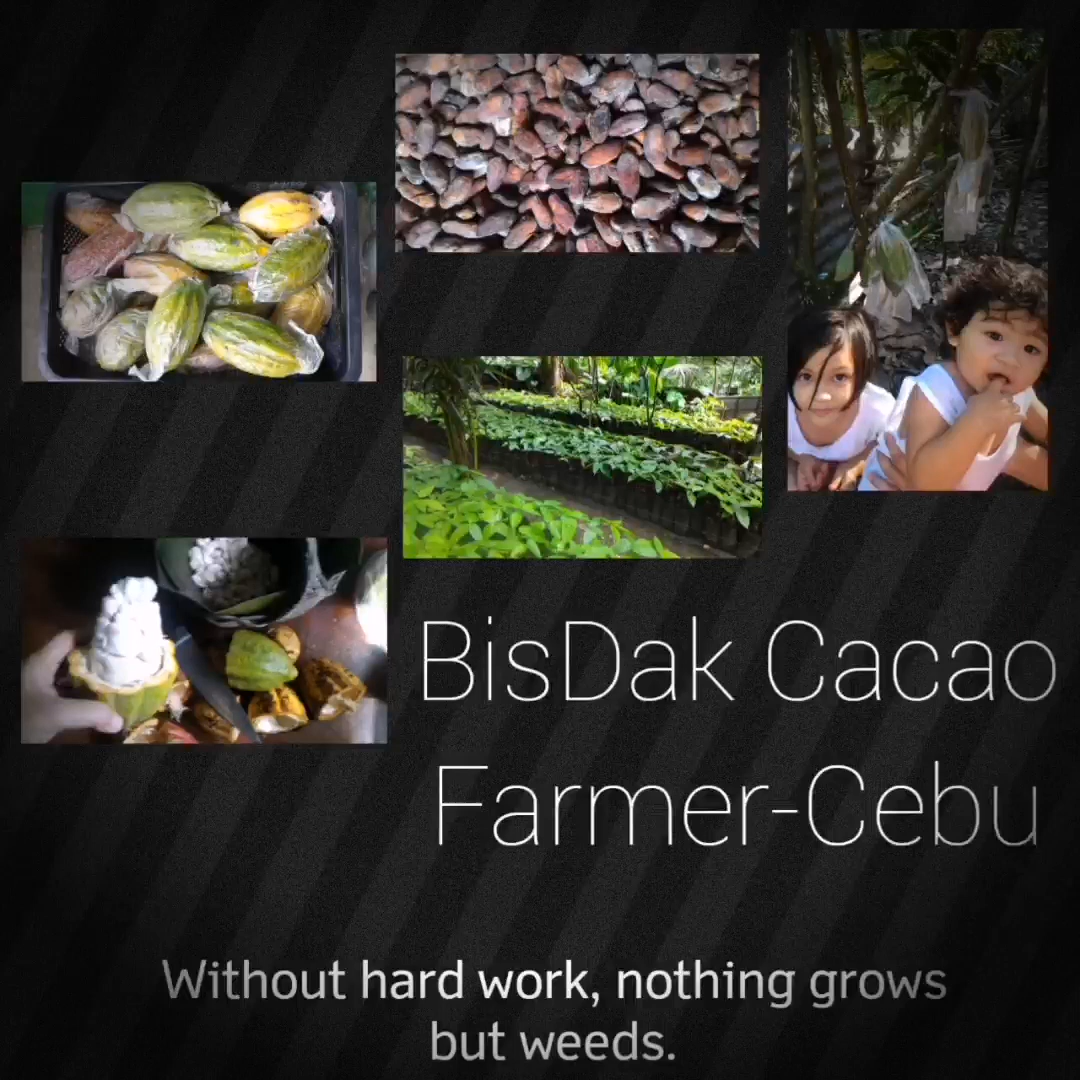 BisDak Cacao
Farmer-Cebu
Without hard work, nothing grows
but weeds.